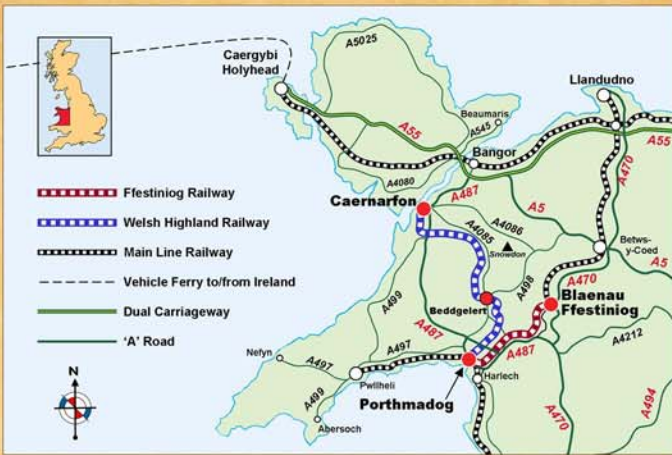 Caergybi
Holyhead
A5025
Llandudno
Beaumaris
A545
A55
Bangor
A55
A470
A4080
A487
Caernarfon
A5
A4086
A4085
Snowdon
Betws-
y-Coed
A5
A498
A470
A499
Beddgelert
Blaenau
Ffestiniog
A487
A4212
Nefyn
A497
A497
A487
Pwllheli
Harlech
A499
Porthmadog
A470
A494
Abersoch
Ffestiniog Railway
Welsh Highland Railway
Main Line Railway
Vehicle Ferry to/from Ireland
Dual Carriageway
'A' Road
N